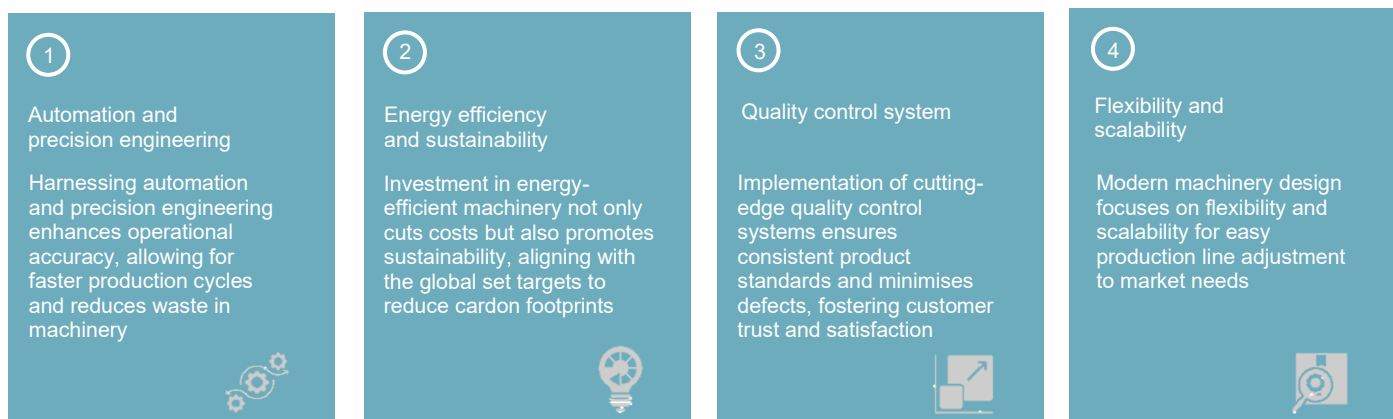 1
Automation and
precision engineering
Harnessing automation
and precision engineering
enhances operational
accuracy, allowing for
faster production cycles
and reduces waste in
machinery
2
Energy efficiency
and sustainability
Investment in energy-
efficient machinery not only
cuts costs but also promotes
sustainability, aligning with
the global set targets to
reduce cardon footprints
3
Quality control system
Implementation of cutting-
edge quality control
systems ensures
consistent product
standards and minimises
defects, fostering customer
trust and satisfaction
4
Flexibility and
scalability
Modern machinery design
focuses on flexibility and
scalability for easy
production line adjustment
to market needs